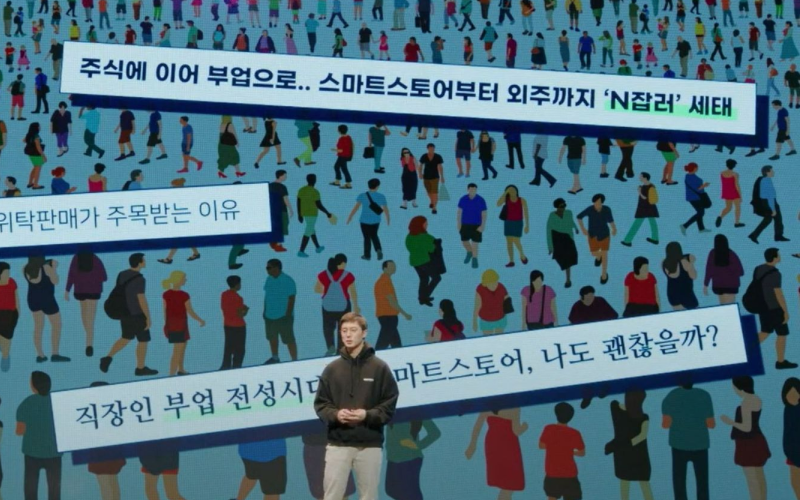 주식에 이어 부업으로.. 스마트스토어부터 외주까지 ‘N잡러’ 세태
위탁판매가 주목받는 이유
직장인 부업 전성시대 마트스토어, 나도 괜찮을까?